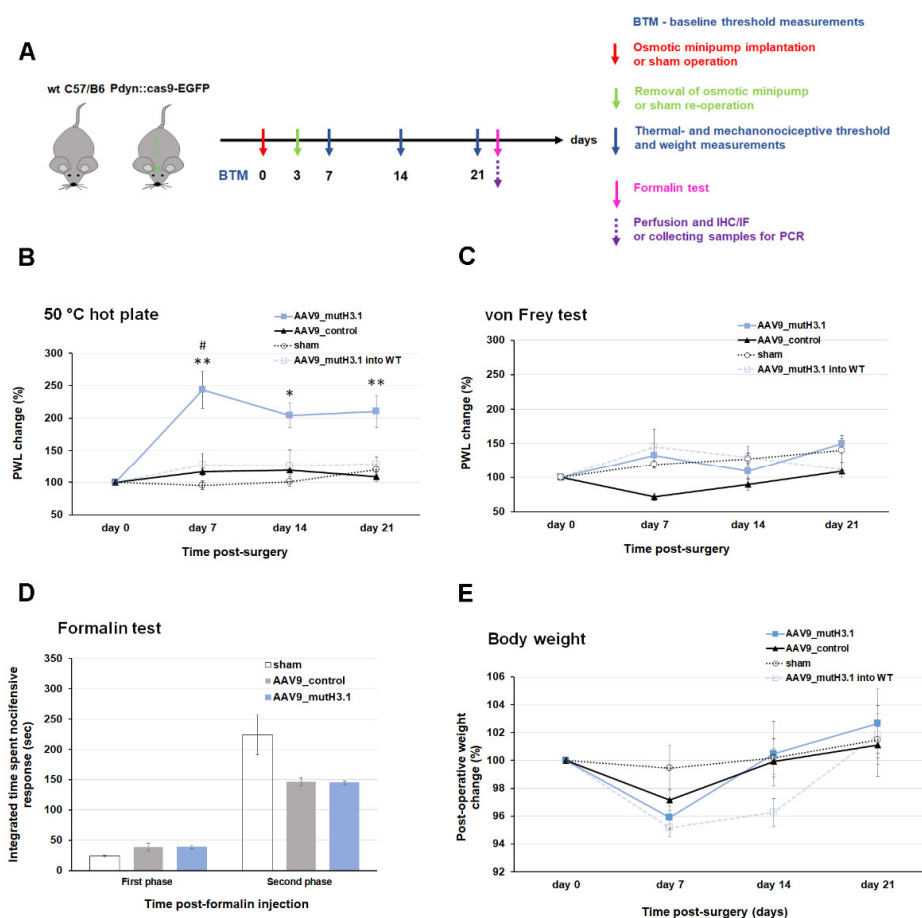 A
wt C57/B6 Pdyn::cas9-EGFP
BTM 0 3 7 14 21
days
BTM - baseline threshold measurements
Osmotic minipump implantation
or sham operation
Removal of osmotic minipump
or sham re-operation
Thermal- and mechanonociceptive threshold
and weight measurements
Formalin test
Perfusion and IHC/IF
or collecting samples for PCR
B
50 °C hot plate
AAV9_mutH3.1
AAV9_control
sham
AAV9_mutH3.1 into WT
PWL change (%)
350
300
250
200
150
100
50
#
**
*
**
day 0 day 7 day 14 day 21
Time post-surgery
C
von Frey test
AAV9_mutH3.1
AAV9_control
sham
AAV9_mutH3.1 into WT
PWL change (%)
350
300
250
200
150
100
50
day 0 day 7 day 14 day 21
Time post-surgery
D
Formalin test
sham
AAV9_control
AAV9_mutH3.1
Integrated time spent nocifensive
response (sec)
350
300
250
200
150
100
50
0
First phase Second phase
Time post-formalin injection
E
Body weight
AAV9_mutH3.1
AAV9_control
sham
AAV9_mutH3.1 into WT
Post-operative weight
change (%)
106
104
102
100
98
96
94
92
day 0 day 7 day 14 day 21
Time post-surgery (days)